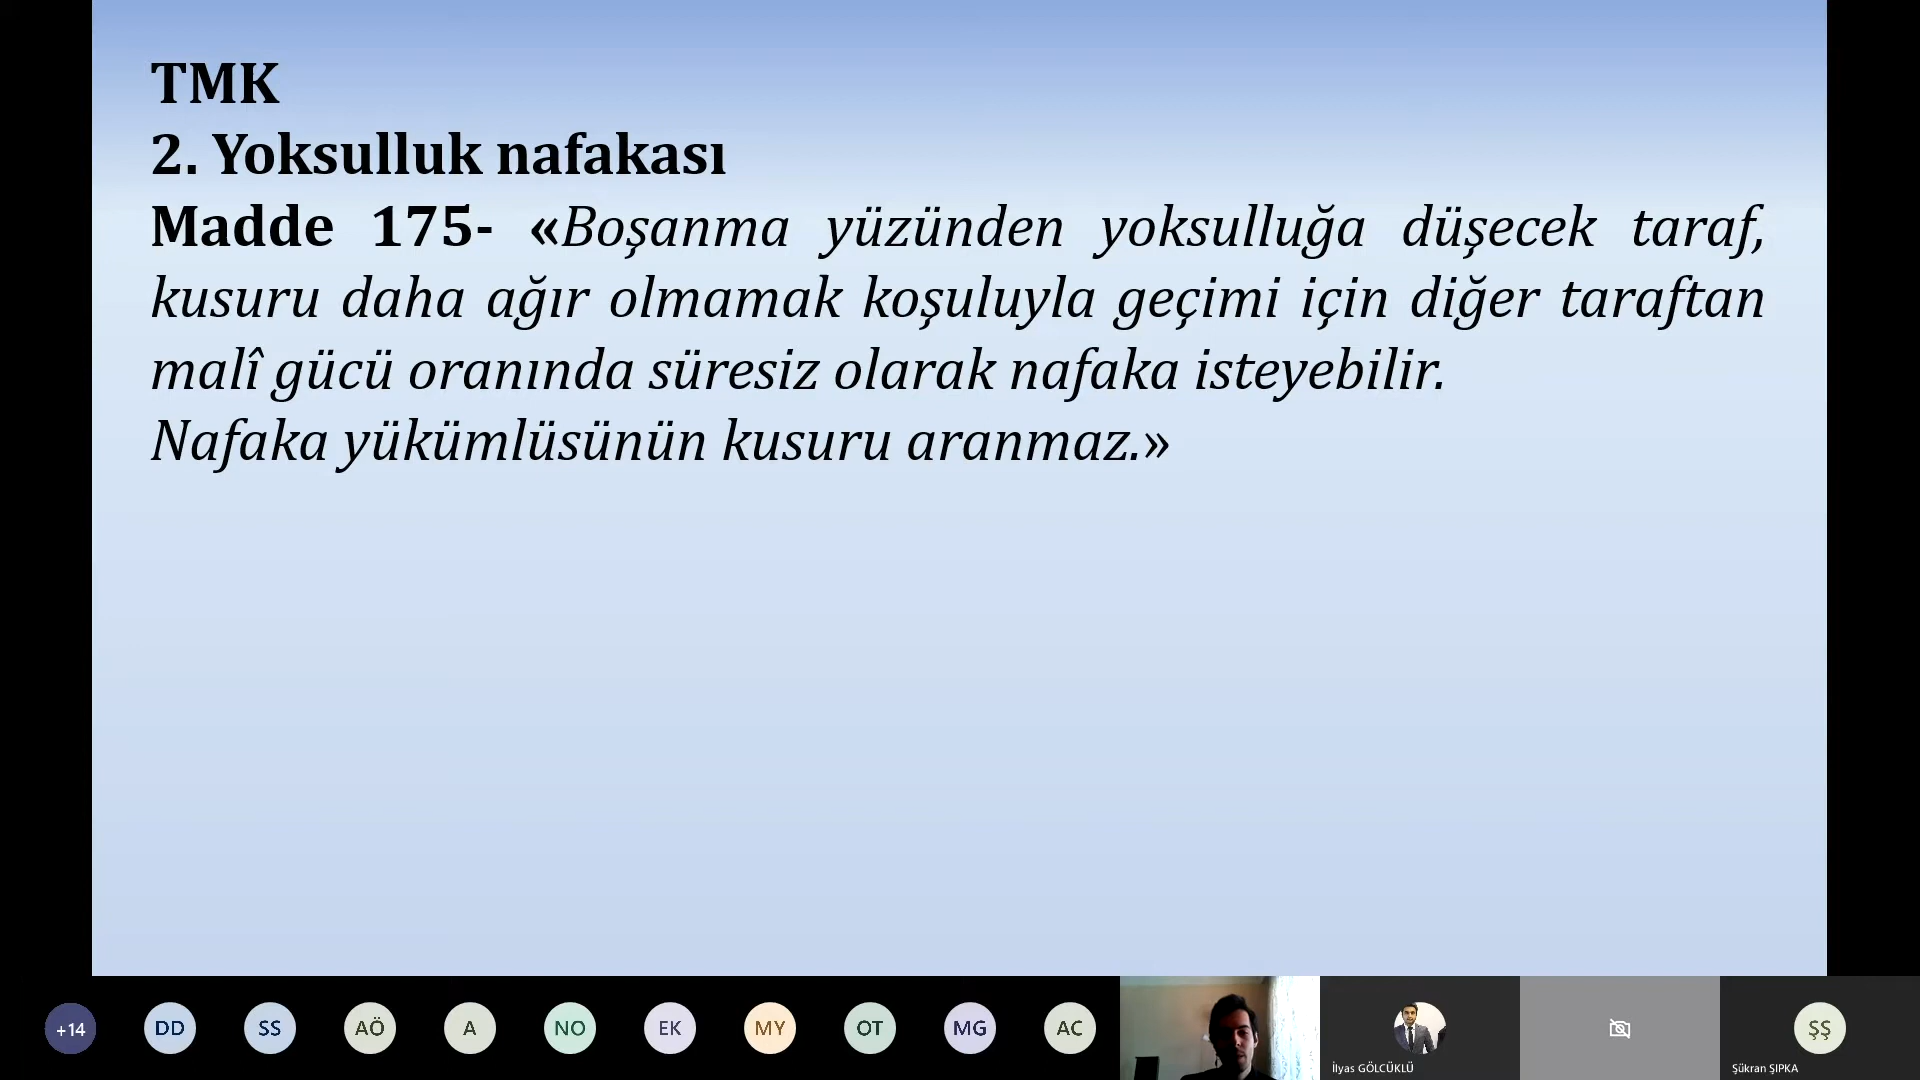 TMK
2. Yoksulluk nafakası
Madde 175- «Boşanma yüzünden yoksulluğa düşecek taraf,
kusuru daha ağır olmamak koşuluyla geçimi için diğer taraftan
malî gücü oranında süresiz olarak nafaka isteyebilir.
Nafaka yükümlüsünün kusuru aranmaz.»
+14 DD SS AÖ A NO EK MY OT MG AC ŞŞ
İlyas GÖLCÜKLÜ Şükran ŞIPKA